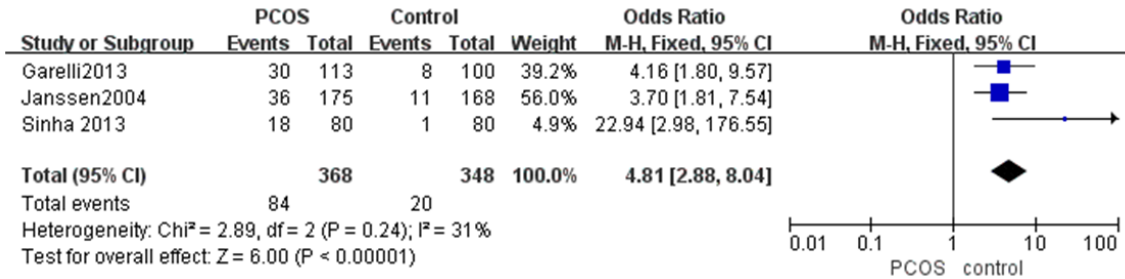 PCOS Control Odds Ratio Odds Ratio
Study or Subgroup Events Total Events Total Weight M-H, Fixed, 95% CI M-H, Fixed, 95% CI
Garelli2013 30 113 8 100 39.2% 4.16 [1.80, 9.57]
Janssen2004 36 175 11 168 56.0% 3.70 [1.81, 7.54]
Sinha 2013 18 80 1 80 4.9% 22.94 [2.98, 176.55]
Total (95% CI) 368 348 100.0% 4.81 [2.88, 8.04]
Total events 84 20
Heterogeneity: Chi² = 2.89, df = 2 (P = 0.24); I² = 31%
Test for overall effect: Z = 6.00 (P < 0.00001)
0.01 0.1 1 10 100
PCOS control